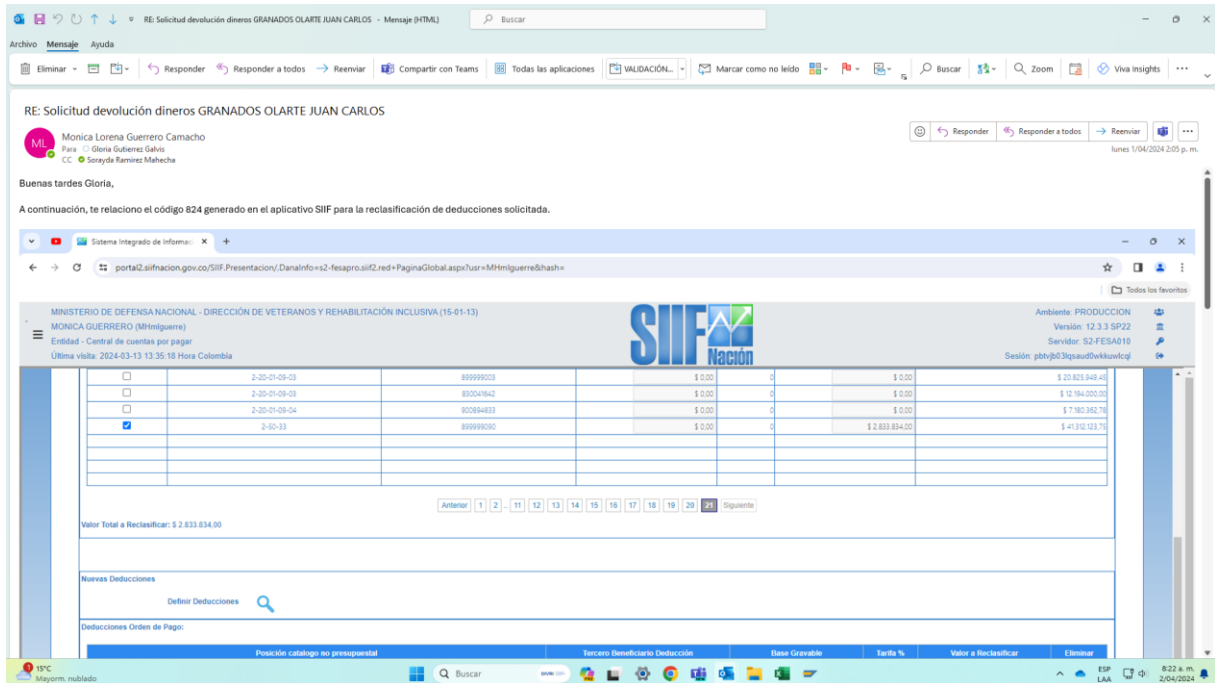 RE: Solicitud devolución dineros GRANADOS OLARTE JUAN CARLOS - Mensaje (HTML)
Buscar
Archivo Mensaje Ayuda
Eliminar Responder Responder a todos Reenviar Compartir con Teams Todas las aplicaciones VALIDACIÓN... Marcar como no leído Buscar Zoom Viva Insights ...
RE: Solicitud devolución dineros GRANADOS OLARTE JUAN CARLOS
ML
Monica Lorena Guerrero Camacho
Para Gloria Gutierrez Galvis
CC Sorayda Ramirez Mahecha
Responder Responder a todos Reenviar ...
lunes 1/04/2024 2:05 p. m.
Buenas tardes Gloria,
A continuación, te relaciono el código 824 generado en el aplicativo SIIF para la reclasificación de deducciones solicitada.
Sistema Integrado de Informac
portal2.siifnacion.gov.co/SIIF.Presentacion/.DanaInfo=s2-fesapro.siif2.red+PaginaGlobal.aspx?usr=MHmlguerre&hash=
Todos los favoritos
MINISTERIO DE DEFENSA NACIONAL - DIRECCIÓN DE VETERANOS Y REHABILITACIÓN INCLUSIVA (15-01-13)
MONICA GUERRERO (MHmlguerre)
Entidad - Central de cuentas por pagar
Última visita: 2024-03-13 13:35:18 Hora Colombia
SIIF Nación
Ambiente: PRODUCCION
Versión: 12.3.3 SP22
Servidor: S2-FESA010
2-20-01-09-03 899999003 $ 0,00 0 $ 0,00 $ 20.825.949,45
2-20-01-09-03 830041642 $ 0,00 0 $ 0,00 $ 12.194.000,00
2-20-01-09-04 900894833 $ 0,00 0 $ 0,00 $ 7.180.362,78
2-50-33 899999090 $ 0,00 0 $ 2.833.834,00 $ 41.312.123,75
Anterior 1 2 .. 11 12 13 14 15 16 17 18 19 20 21 Siguiente
Valor Total a Reclasificar: $ 2.833.834,00
Nuevas Deducciones
Definir Deducciones
Deducciones Orden de Pago:
Posición catalogo no presupuestal Tercero Beneficiario Deducción Base Gravable Tarifa % Valor a Reclasificar Eliminar
1 15°C
Mayorm. nublado
Buscar
ESP
LAA
8:22 a. m.
2/04/2024